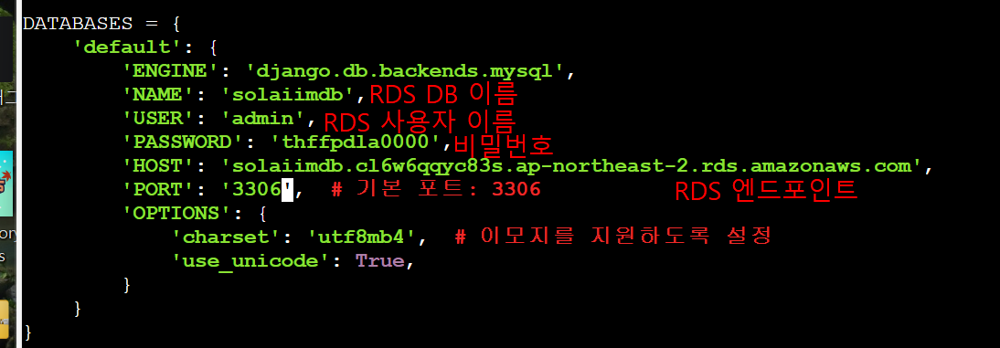 DATABASES = {
'default': {
'ENGINE': 'django.db.backends.mysql',
'NAME': 'solaiimdb', RDS DB 이름
'USER': 'admin', RDS 사용자 이름
'PASSWORD': 'thffpdla0000', 비밀번호
'HOST': 'solaiimdb.cl6w6qqyc83s.ap-northeast-2.rds.amazonaws.com',
'PORT': '3306', # 기본 포트: 3306 RDS 엔드포인트
'OPTIONS': {
'charset': 'utf8mb4', # 이모지를 지원하도록 설정
'use_unicode': True,
}
}
}